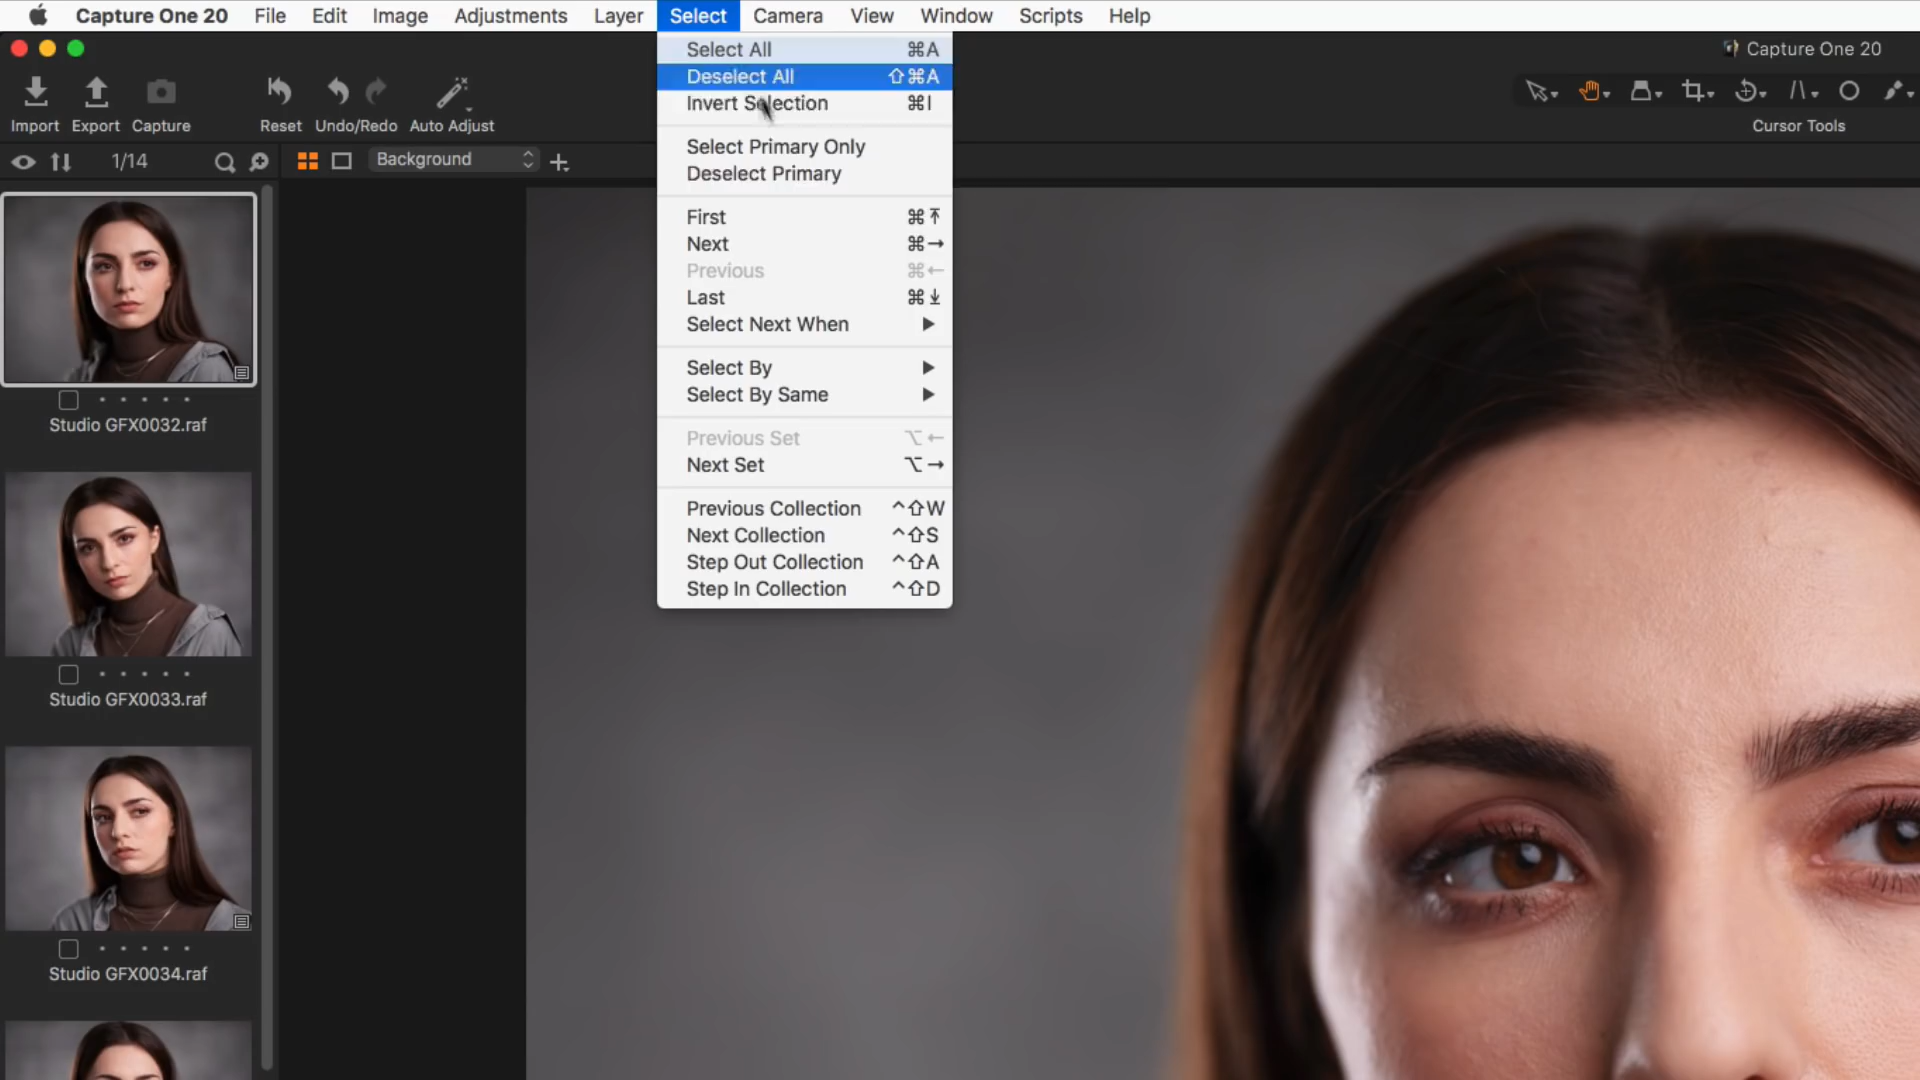 Capture One 20 File Edit Image Adjustments Layer Select Camera View Window Scripts Help
Capture One 20
Select All ⌘A
Deselect All ⇧⌘A
Invert Selection ⌘I
Select Primary Only
Deselect Primary
First ⌘⤒
Next ⌘→
Previous ⌘←
Last ⌘⤓
Select Next When ▶
Select By ▶
Select By Same ▶
Previous Set ⌥←
Next Set ⌥→
Previous Collection ^⇧W
Next Collection ^⇧S
Step Out Collection ^⇧A
Step In Collection ^⇧D
Import Export Capture Reset Undo/Redo Auto Adjust
Cursor Tools
1/14
Background
Studio GFX0032.raf
Studio GFX0033.raf
Studio GFX0034.raf